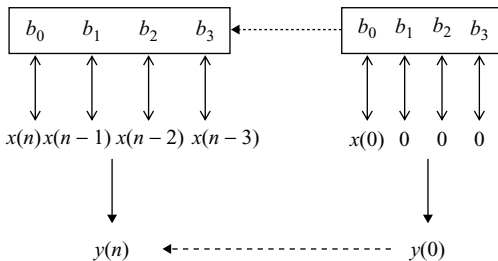 b₀ b₁ b₂ b₃ b₀ b₁ b₂ b₃
x(n) x(n − 1) x(n − 2) x(n − 3) x(0) 0 0 0
y(n) y(0)